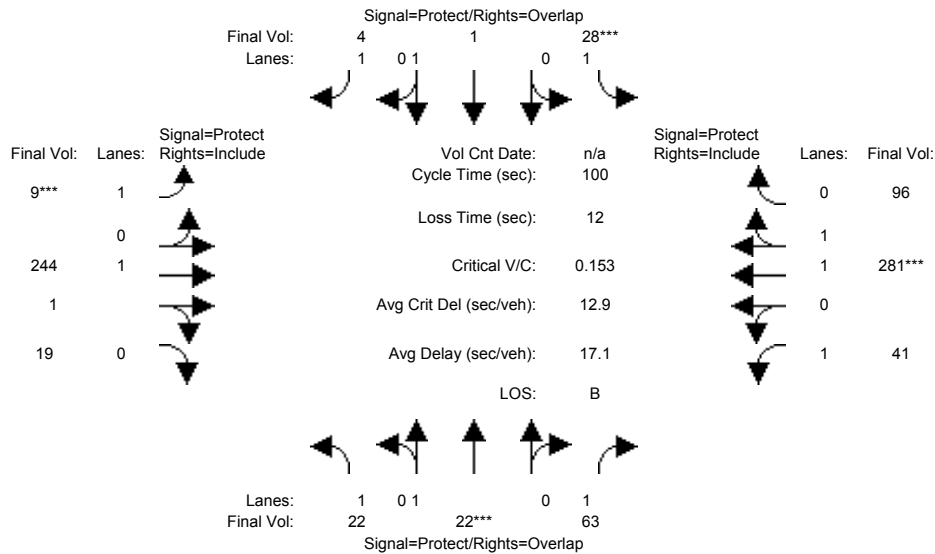 Signal=Protect/Rights=Overlap
Final Vol: 4 1 28***
Lanes: 1 0 1 0 1
Signal=Protect Signal=Protect
Final Vol: Lanes: Rights=Include Vol Cnt Date: n/a Rights=Include Lanes: Final Vol:
Cycle Time (sec): 100
9*** 1 0 96
Loss Time (sec): 12
0 1
244 1 Critical V/C: 0.153 1 281***
1 Avg Crit Del (sec/veh): 12.9 0
19 0 Avg Delay (sec/veh): 17.1 1 41
LOS: B
Lanes: 1 0 1 0 1
Final Vol: 22 22*** 63
Signal=Protect/Rights=Overlap